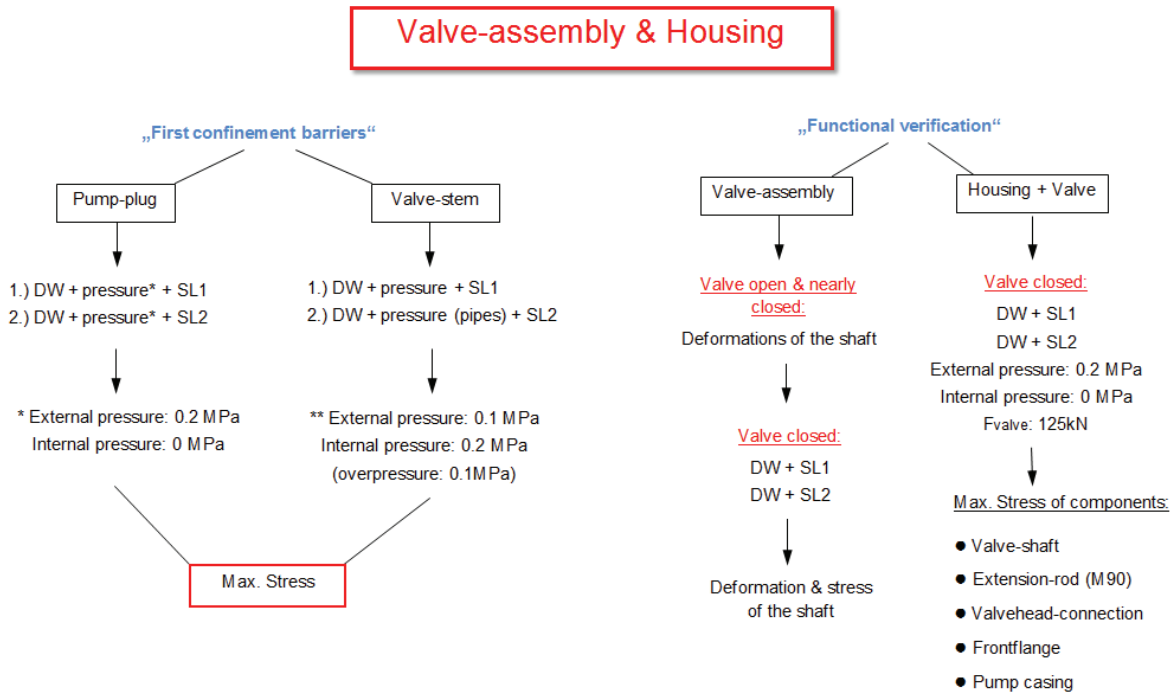 Valve-assembly & Housing
„First confinement barriers“
Pump-plug
1.) DW + pressure* + SL1
2.) DW + pressure* + SL2
* External pressure: 0.2 MPa
Internal pressure: 0 MPa
Valve-stem
1.) DW + pressure + SL1
2.) DW + pressure (pipes) + SL2
** External pressure: 0.1 MPa
Internal pressure: 0.2 MPa
(overpressure: 0.1MPa)
Max. Stress
„Functional verification“
Valve-assembly
Valve open & nearly
closed:
Deformations of the shaft
Valve closed:
DW + SL1
DW + SL2
Deformation & stress
of the shaft
Housing + Valve
Valve closed:
DW + SL1
DW + SL2
External pressure: 0.2 MPa
Internal pressure: 0 MPa
Fvalve: 125kN
Max. Stress of components:
● Valve-shaft
● Extension-rod (M90)
● Valvehead-connection
● Frontflange
● Pump casing